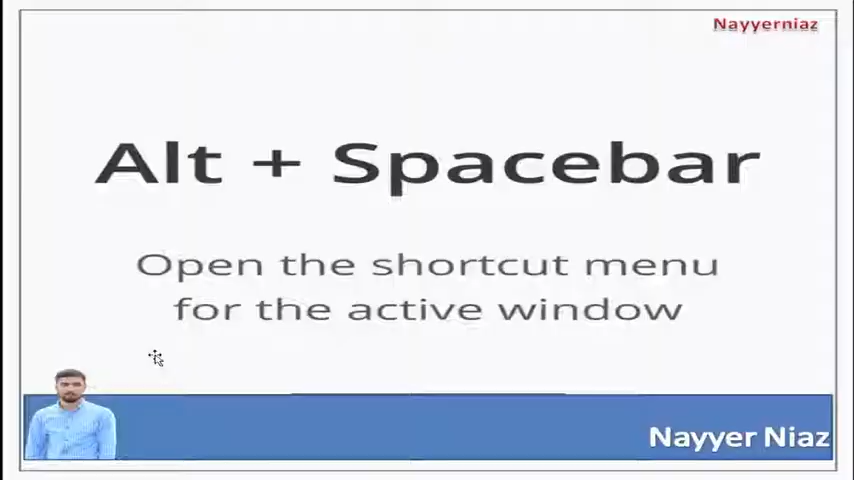 Nayyerniaz
Alt + Spacebar
Open the shortcut menu
for the active window
Nayyer Niaz